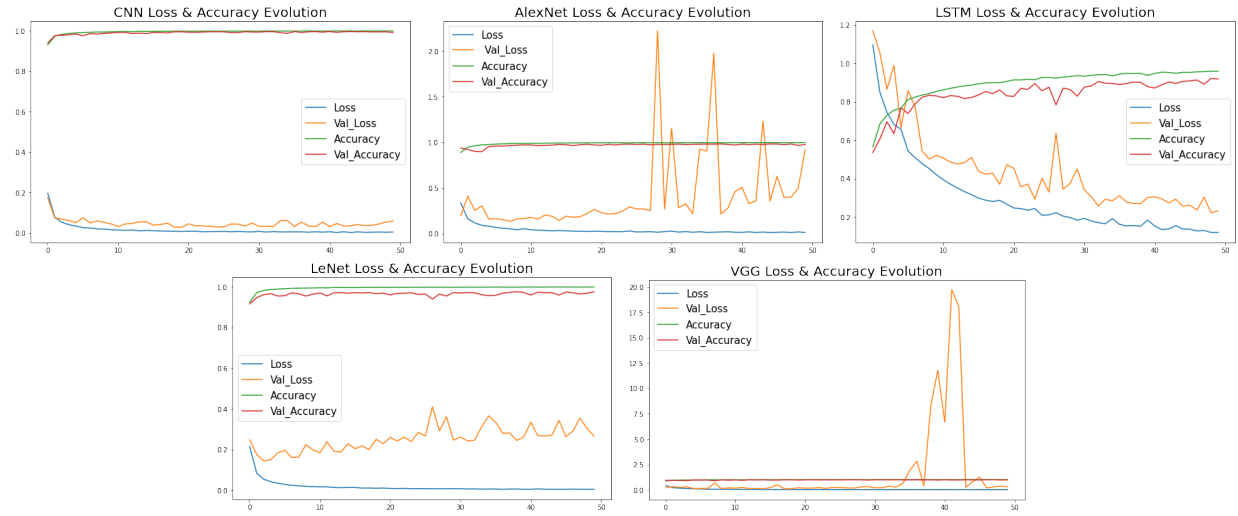 CNN Loss & Accuracy Evolution
1.0
0.8
0.6
0.4
0.2
0.0
0
10
20
30
40
50
Loss
Val_Loss
Accuracy
Val_Accuracy
AlexNet Loss & Accuracy Evolution
2.0
1.5
1.0
0.5
0.0
0
10
20
30
40
50
Loss
Val_Loss
Accuracy
Val_Accuracy
LSTM Loss & Accuracy Evolution
1.2
1.0
0.8
0.6
0.4
0.2
0
10
20
30
40
50
Loss
Val_Loss
Accuracy
Val_Accuracy
LeNet Loss & Accuracy Evolution
1.0
0.8
0.6
0.4
0.2
0.0
0
10
20
30
40
50
Loss
Val_Loss
Accuracy
Val_Accuracy
VGG Loss & Accuracy Evolution
20.0
17.5
15.0
12.5
10.0
7.5
5.0
2.5
0.0
0
10
20
30
40
50
Loss
Val_Loss
Accuracy
Val_Accuracy